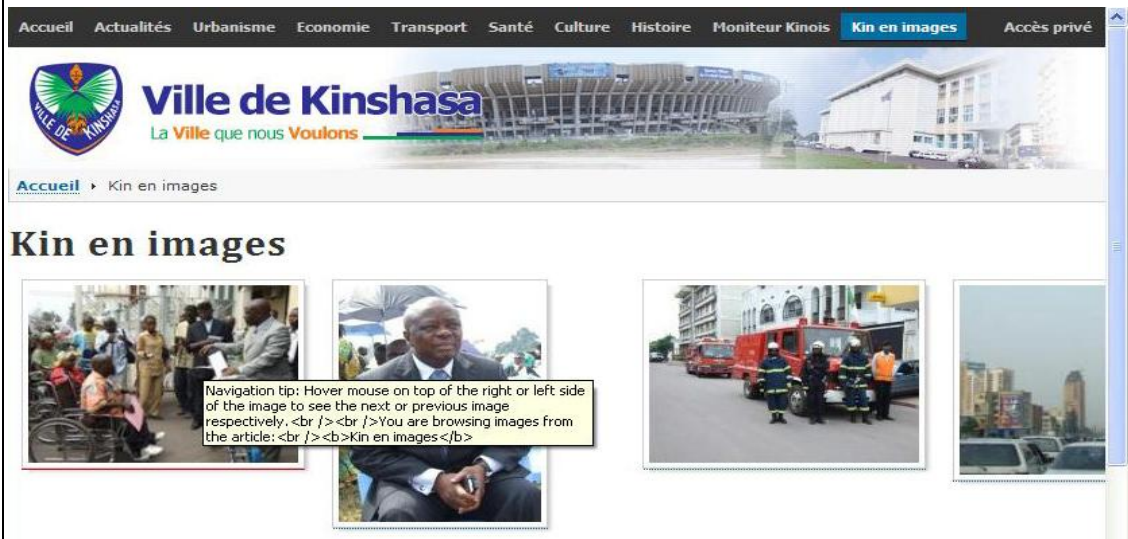 Accueil Actualités Urbanisme Economie Transport Santé Culture Histoire Moniteur Kinois Kin en images Accès privé
VILLE DE KINSHASA
Ville de Kinshasa
La Ville que nous Voulons
Accueil Kin en images
Kin en images
Navigation tip: Hover mouse on top of the right or left side
of the image to see the next or previous image
respectively.<br /><br />You are browsing images from
the article:<br /><b>Kin en images</b>